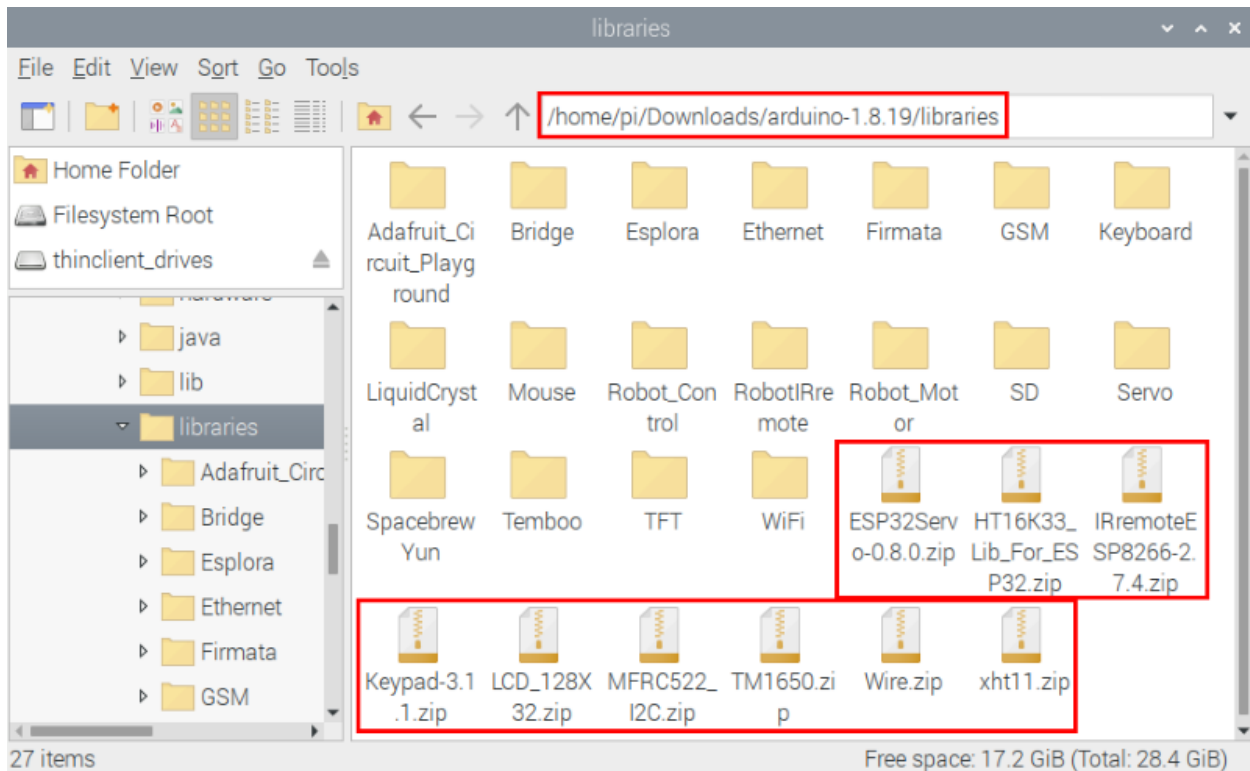 libraries
File Edit View Sort Go Tools
/home/pi/Downloads/arduino-1.8.19/libraries
Home Folder
Filesystem Root
thinclient_drives
java
lib
libraries
Adafruit_Circ
Bridge
Esplora
Ethernet
Firmata
GSM
Adafruit_Ci
rcuit_Playg
round
Bridge
Esplora
Ethernet
Firmata
GSM
Keyboard
LiquidCryst
al
Mouse
Robot_Con
trol
RobotIRre
mote
Robot_Mot
or
SD
Servo
Spacebrew
Yun
Temboo
TFT
WiFi
ESP32Serv
o-0.8.0.zip
HT16K33_
Lib_For_ES
P32.zip
IRremoteE
SP8266-2.
7.4.zip
Keypad-3.1
.1.zip
LCD_128X
32.zip
MFRC522_
I2C.zip
TM1650.zi
p
Wire.zip
xht11.zip
27 items
Free space: 17.2 GiB (Total: 28.4 GiB)